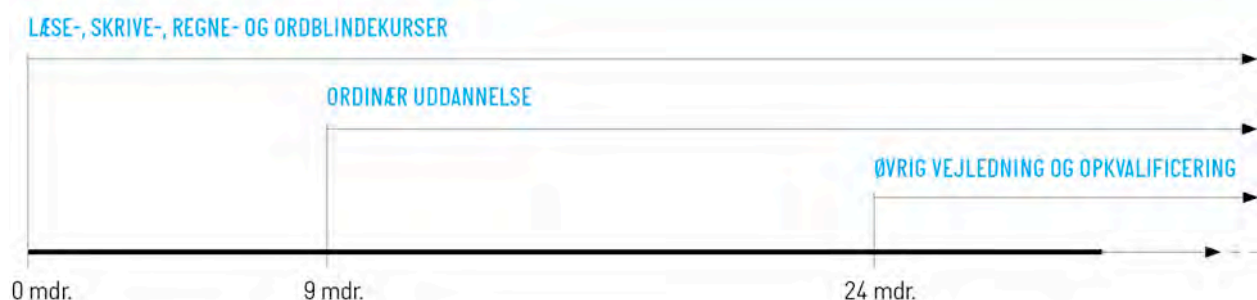 LÆSE-, SKRIVE-, REGNE- OG ORDBLINDEKURSER
ORDINÆR UDDANNELSE
ØVRIG VEJLEDNING OG OPKVALIFICERING
0 mdr.
9 mdr.
24 mdr.